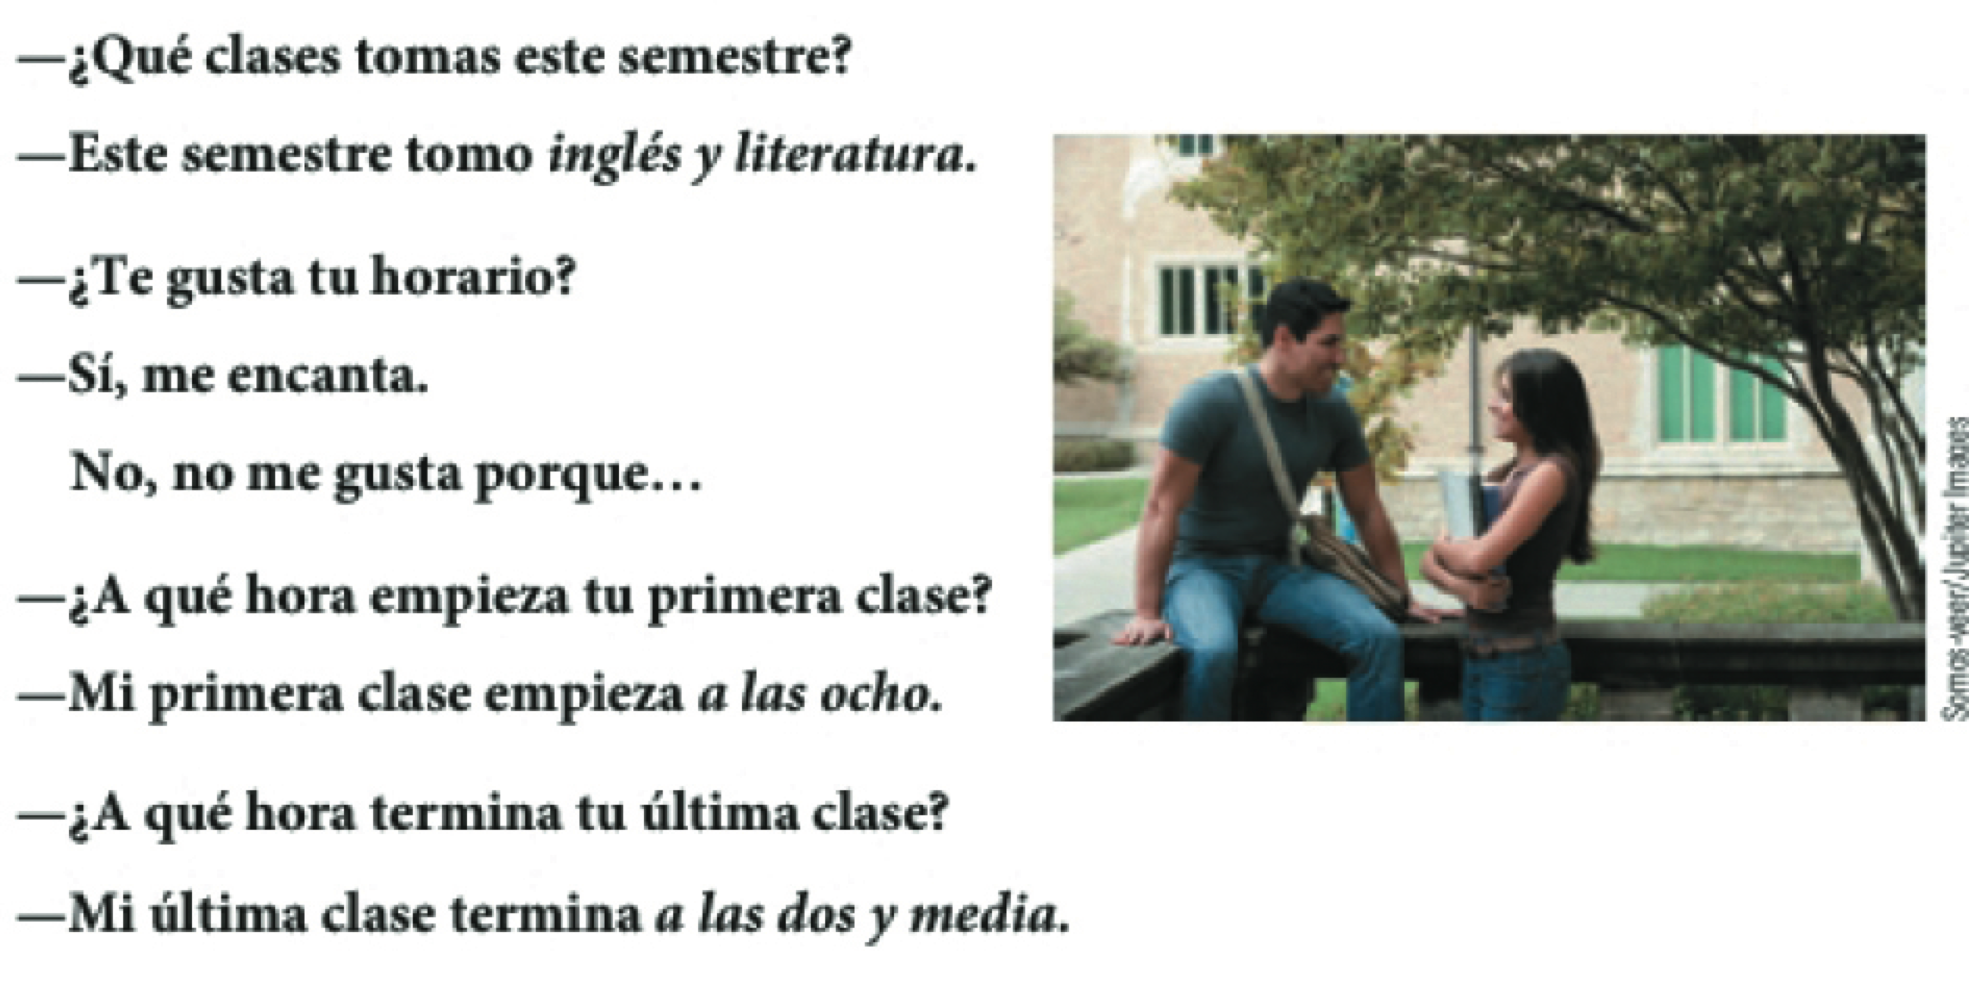 —¿Qué clases tomas este semestre?
—Este semestre tomo inglés y literatura.
—¿Te gusta tu horario?
—Sí, me encanta.
No, no me gusta porque…
—¿A qué hora empieza tu primera clase?
—Mi primera clase empieza a las ocho.
—¿A qué hora termina tu última clase?
—Mi última clase termina a las dos y media.
Somos-veer/Jupiter Images